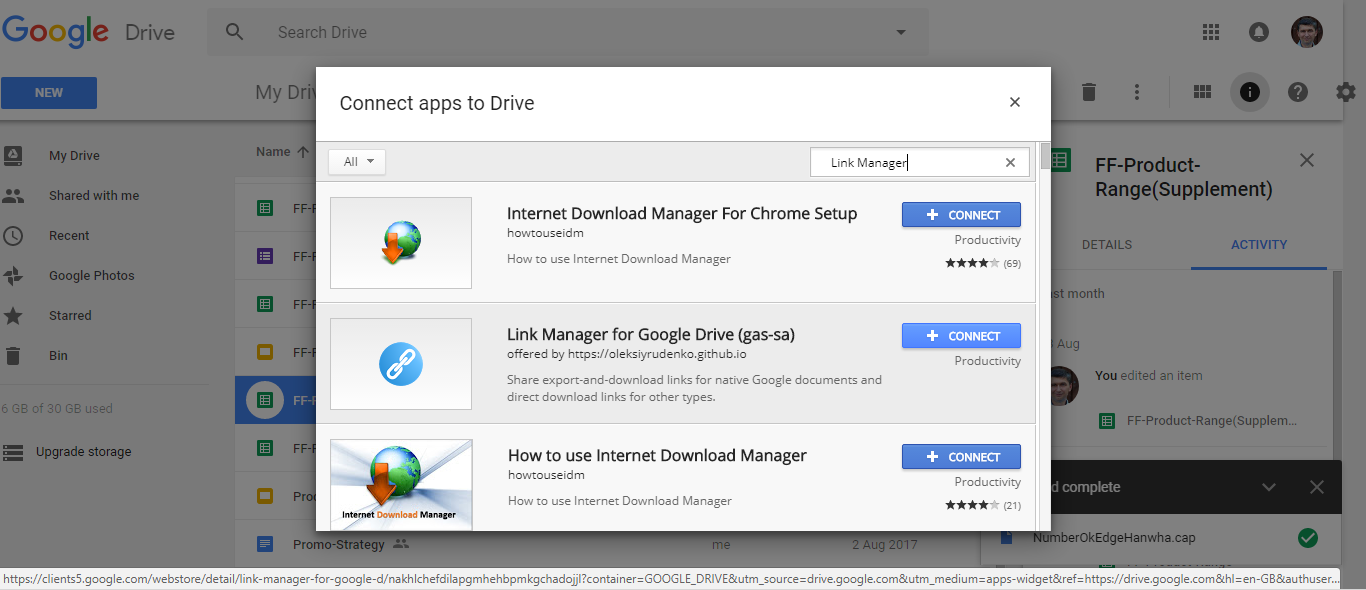 Google Drive
Search Drive
NEW
My Driv
Connect apps to Drive
All
Link Manager
Internet Download Manager For Chrome Setup
howtouseidm
How to use Internet Download Manager
CONNECT
Productivity
(69)
Link Manager for Google Drive (gas-sa)
offered by https://oleksiyrudenko.github.io
Share export-and-download links for native Google documents and
direct download links for other types.
CONNECT
Productivity
How to use Internet Download Manager
howtouseidm
How to use Internet Download Manager
Internet Download Manager
CONNECT
Productivity
(21)
My Drive
Shared with me
Recent
Google Photos
Starred
Bin
6 GB of 30 GB used
Upgrade storage
Name
FF-F
FF-F
FF-F
FF-F
FF-F
FF-F
Pro
Promo-Strategy
me
2 Aug 2017
FF-Product-
Range(Supplement)
DETAILS
ACTIVITY
st month
Aug
You edited an item
FF-Product-Range(Supplem...
d complete
NumberOkEdgeHanwha.cap
https://clients5.google.com/webstore/detail/link-manager-for-google-d/nakhlchefdilapgmhehbpmkgchadojjl?container=GOOGLE_DRIVE&utm_source=drive.google.com&utm_medium=apps-widget&ref=https://drive.google.com&hl=en-GB&authuser...